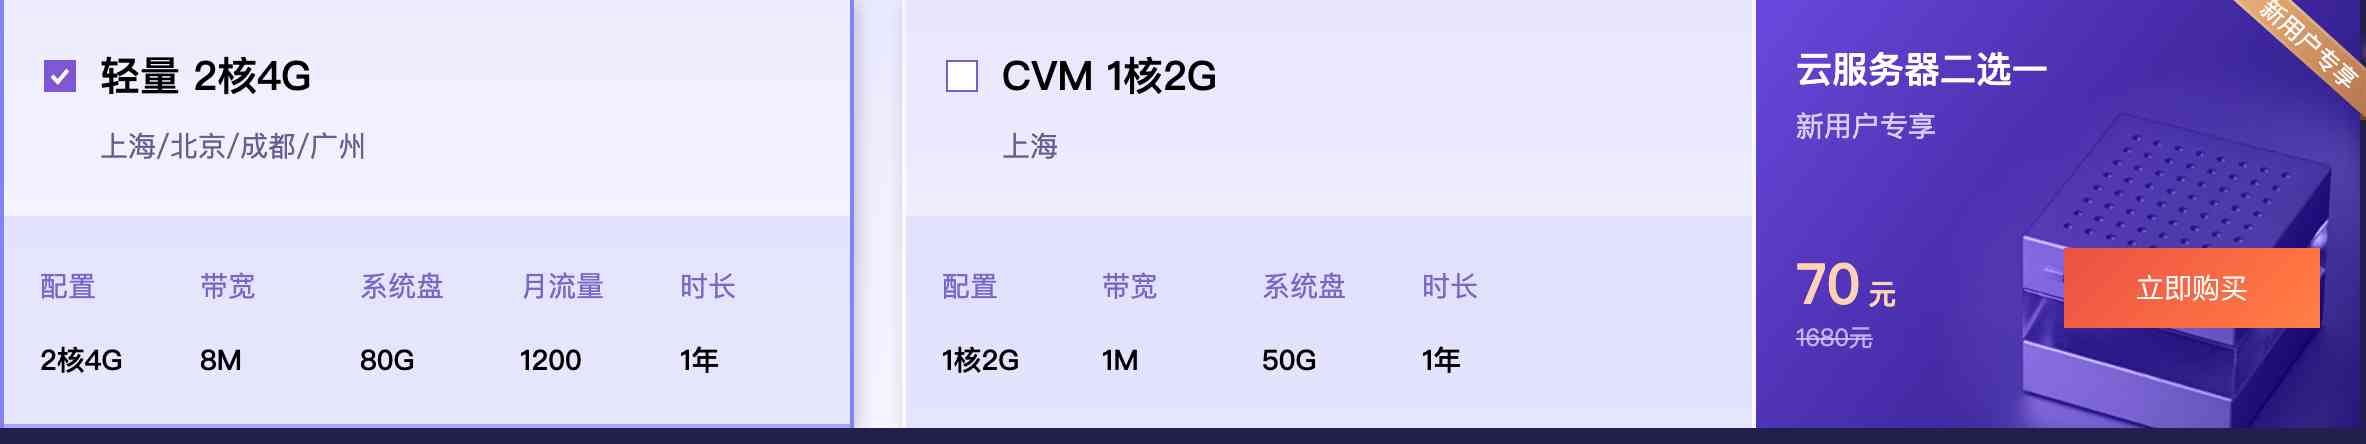 轻量 2核4G
上海/北京/成都/广州
配置 带宽 系统盘 月流量 时长
2核4G 8M 80G 1200 1年
CVM 1核2G
上海
配置 带宽 系统盘 时长
1核2G 1M 50G 1年
新用户专享
云服务器二选一
新用户专享
70 元
1680元
立即购买